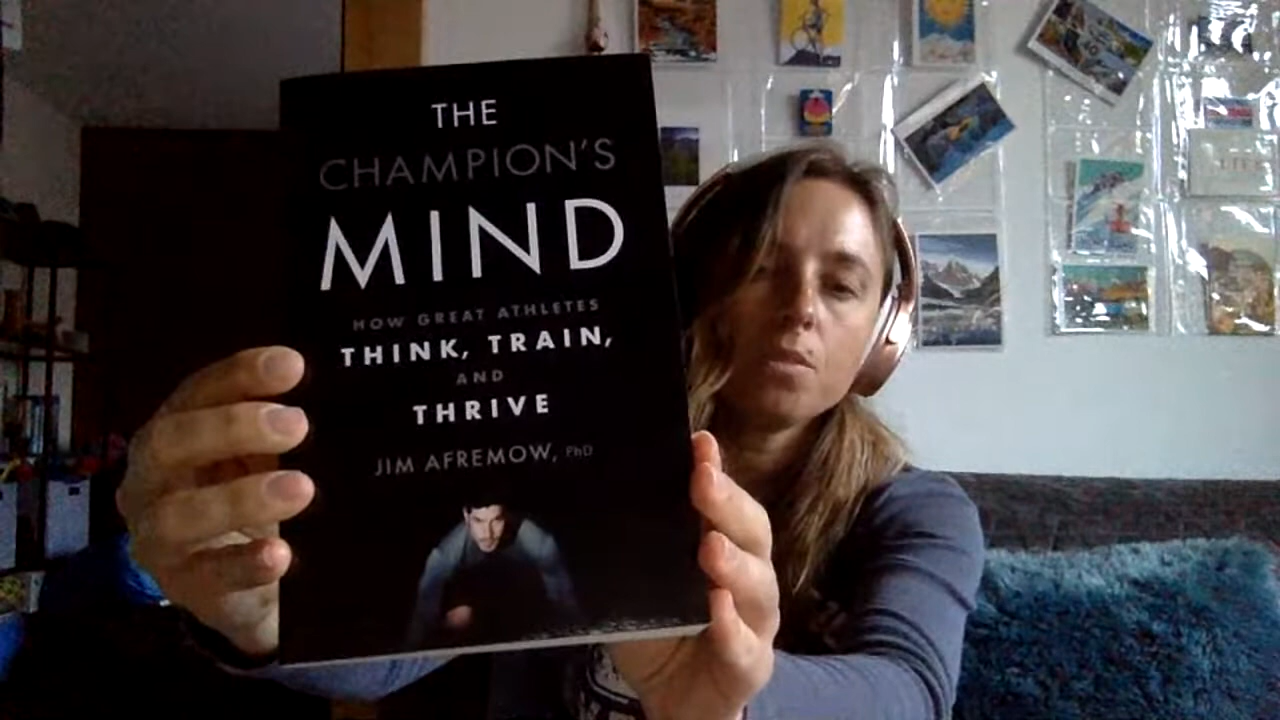 THE
CHAMPION'S
MIND
HOW GREAT ATHLETES
THINK, TRAIN,
AND
THRIVE
JIM AFREMOW, PhD